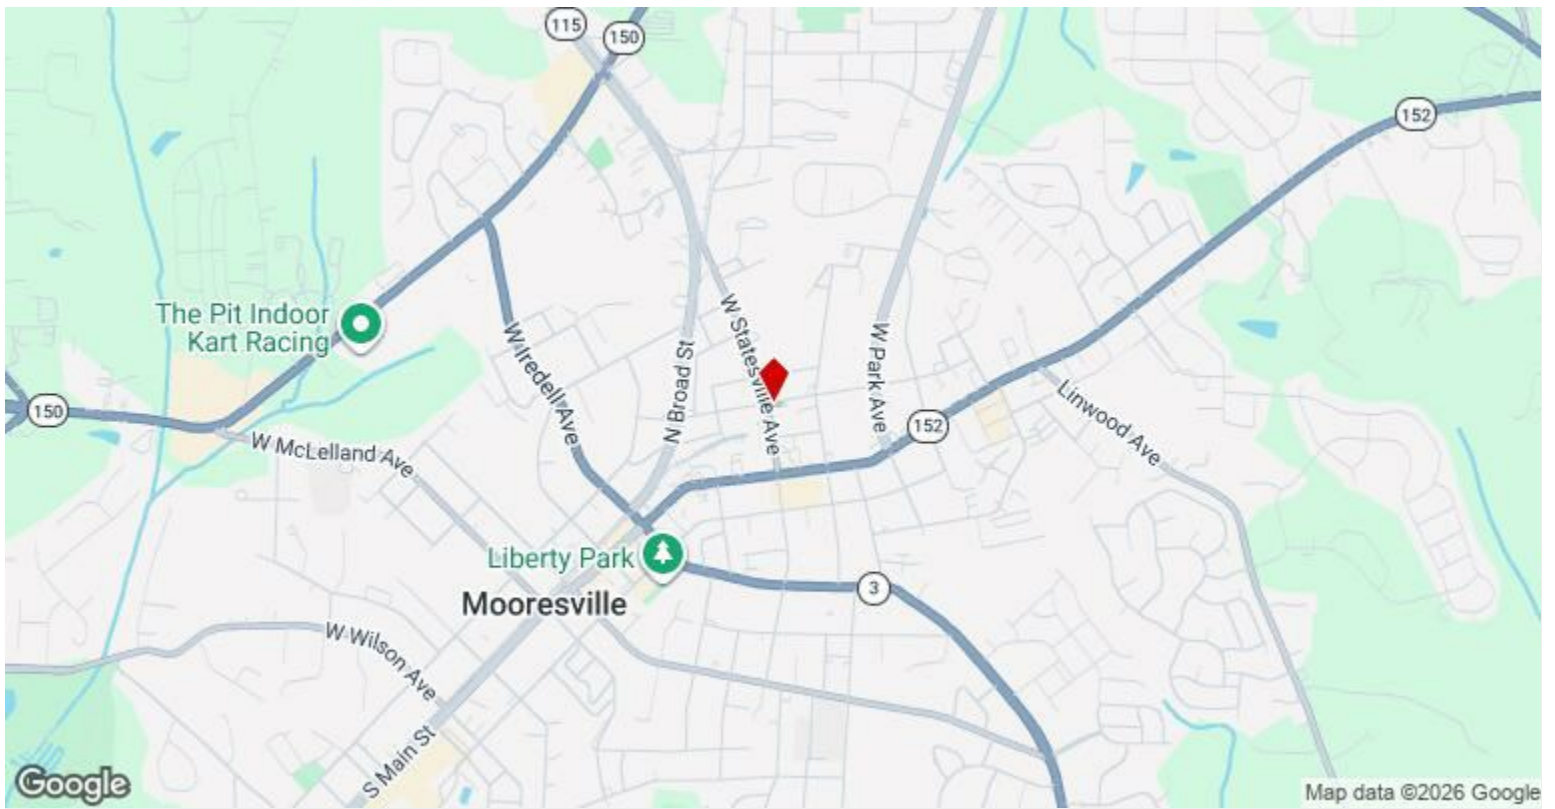 115
150
152
The Pit Indoor
Kart Racing
W Statesville Ave
W Iredell Ave
N Broad St
W Park Ave
150
152
Linwood Ave
W McLelland Ave
Liberty Park
3
Mooresville
W Wilson Ave
S Main St
Google
Map data ©2026 Google